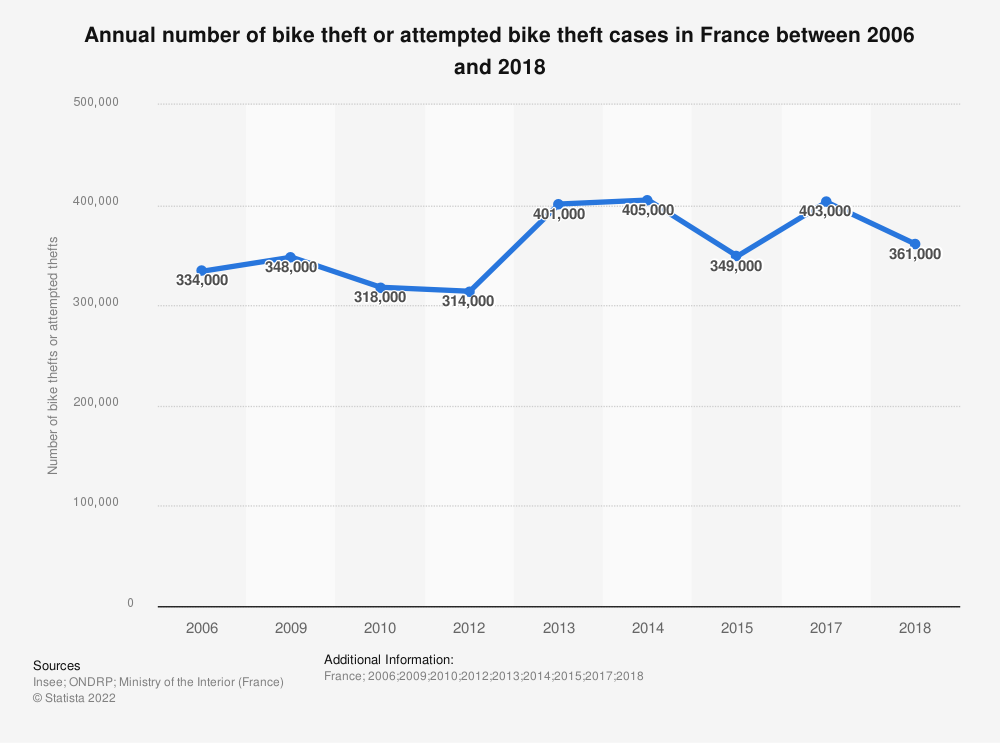 Annual number of bike theft or attempted bike theft cases in France between 2006
and 2018
Number of bike thefts or attempted thefts
500,000
400,000
300,000
200,000
100,000
0
334,000
348,000
318,000
314,000
401,000
405,000
349,000
403,000
361,000
2006 2009 2010 2012 2013 2014 2015 2017 2018
Sources
Insee; ONDRP; Ministry of the Interior (France)
© Statista 2022
Additional Information:
France; 2006;2009;2010;2012;2013;2014;2015;2017;2018